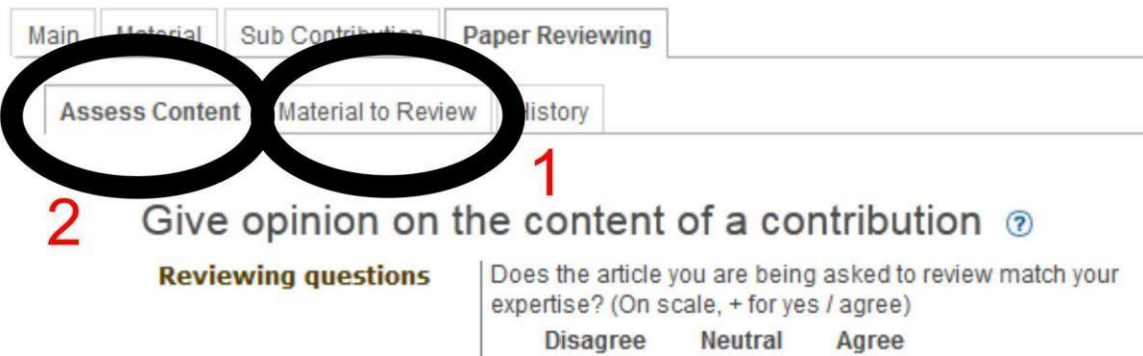 Main Material Sub Contribution Paper Reviewing
Assess Content Material to Review History
1
2 Give opinion on the content of a contribution ?
Reviewing questions Does the article you are being asked to review match your
expertise? (On scale, + for yes / agree)
Disagree Neutral Agree